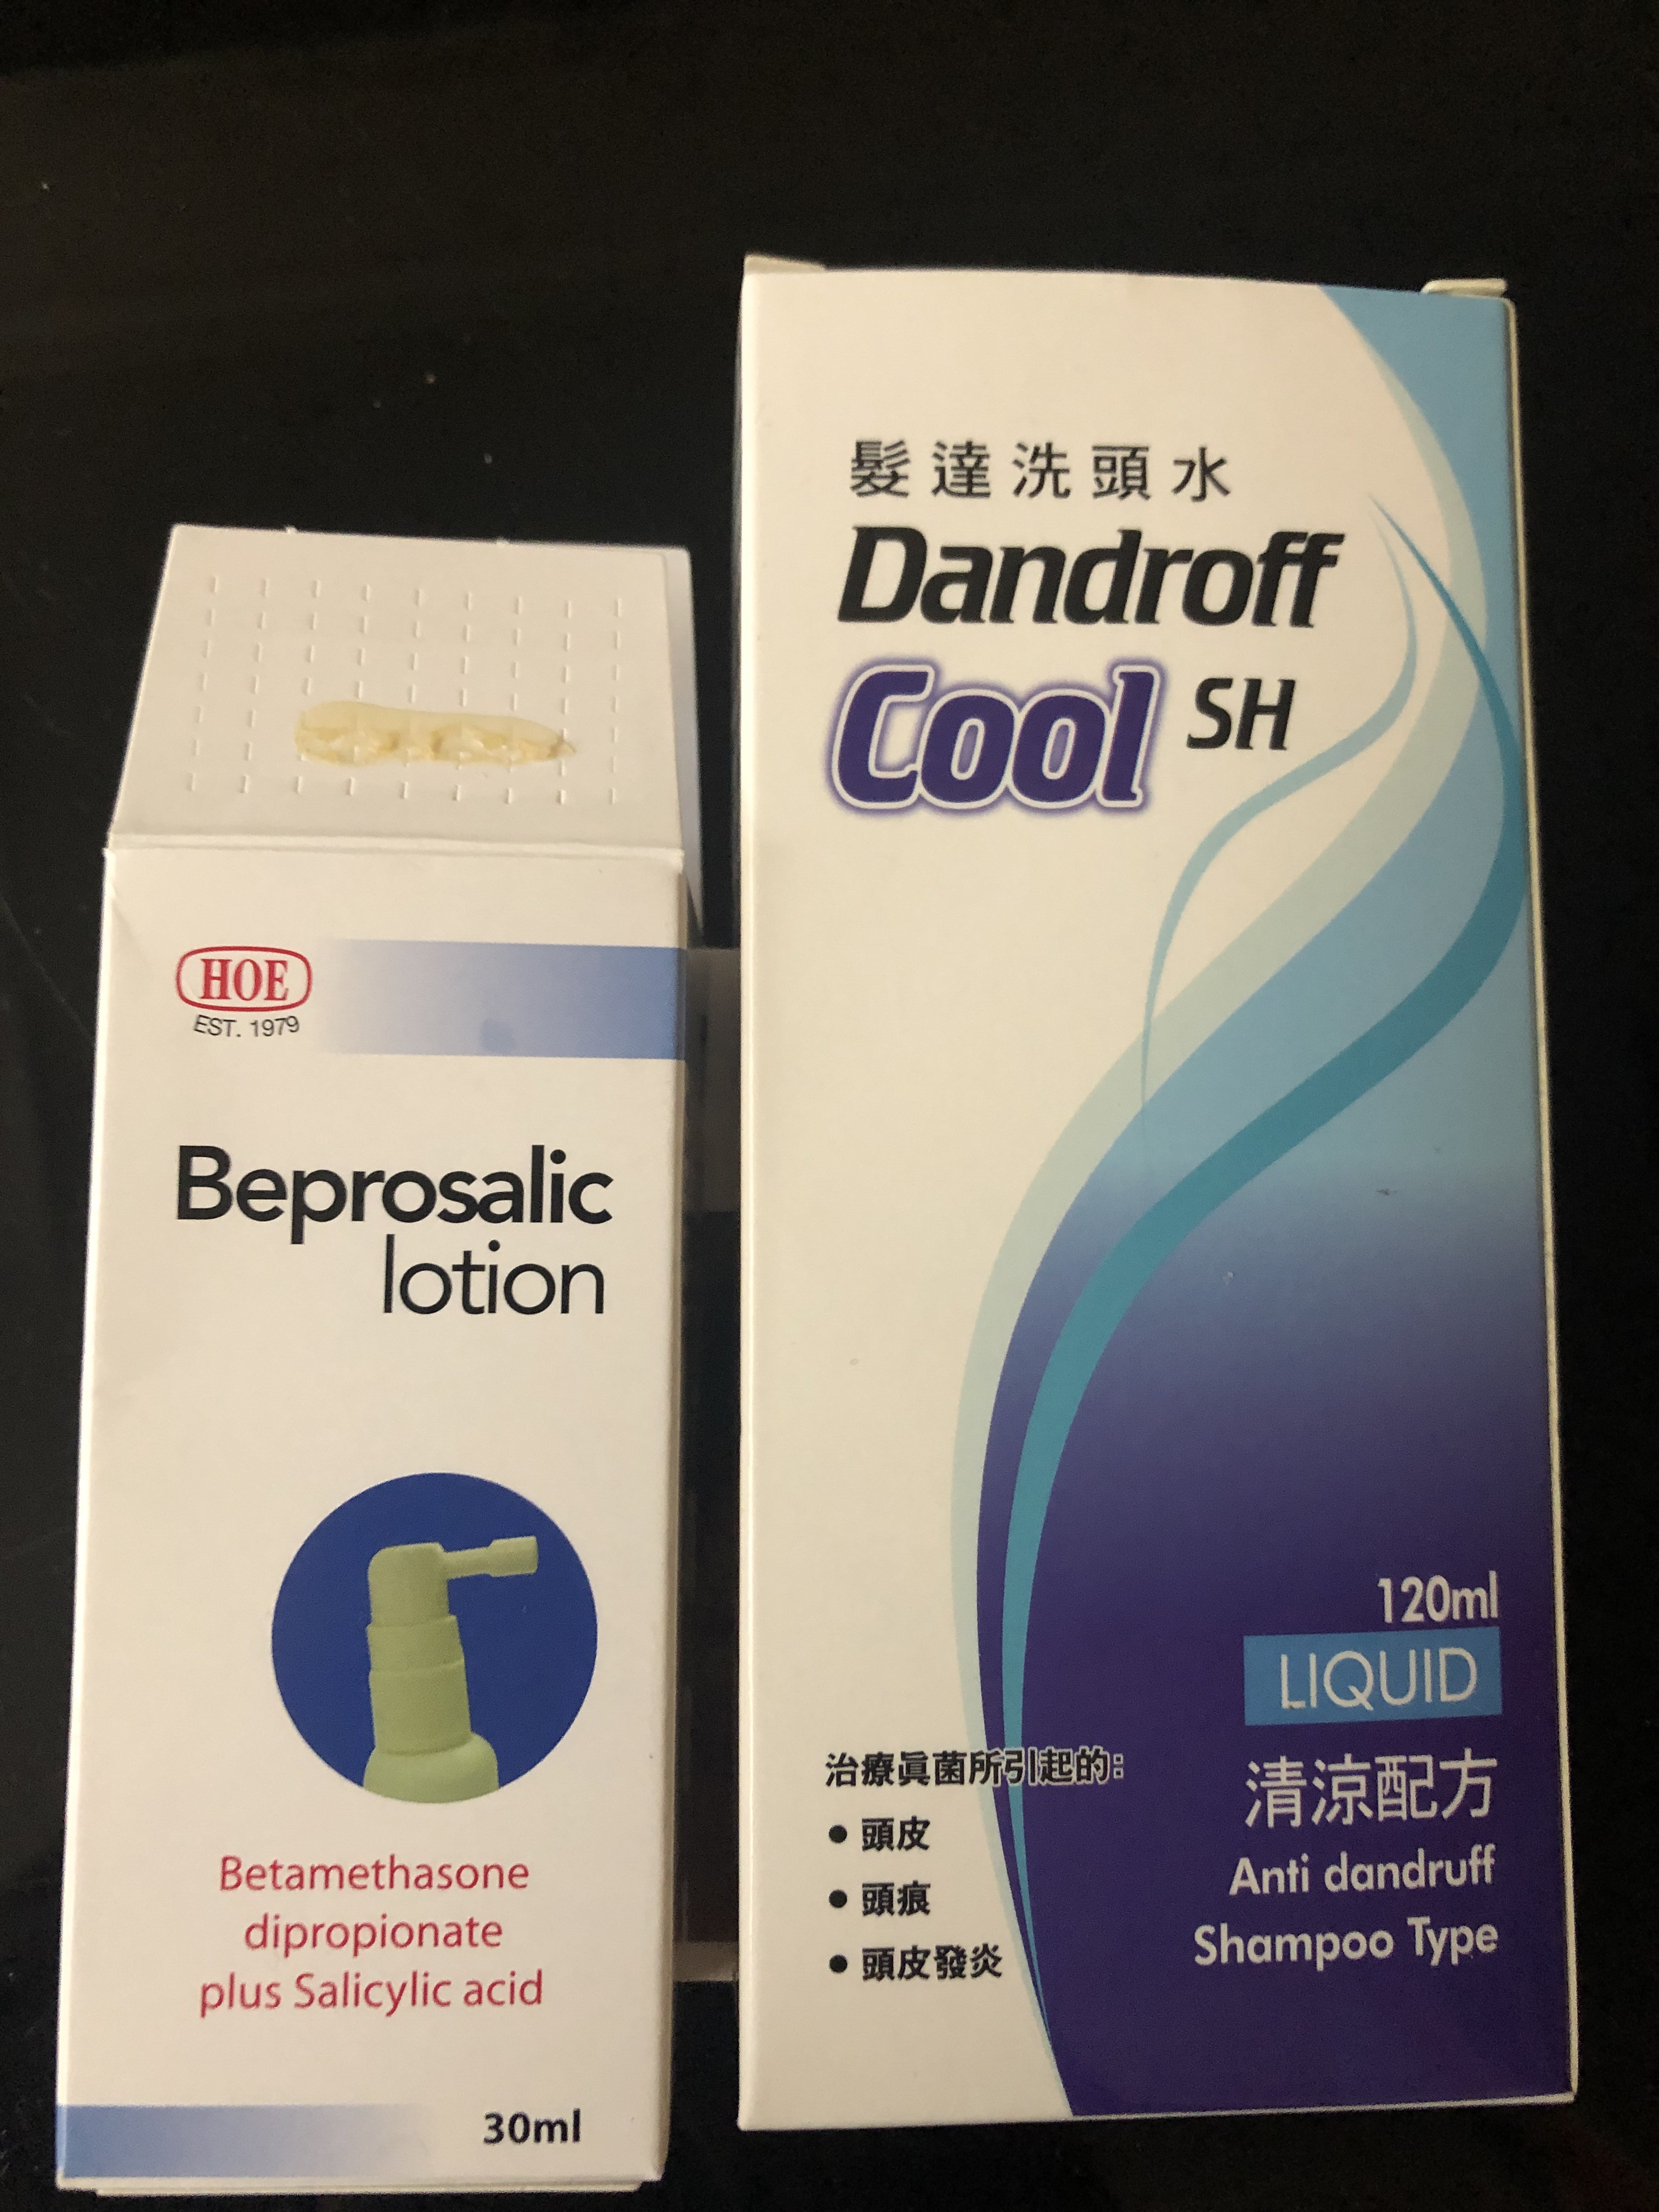 HOE
EST. 1979
Beprosalic
lotion
Betamethasone
dipropionate
plus Salicylic acid
30ml
髮達洗頭水
Dandroff
Cool SH
120ml
LIQUID
清涼配方
Anti dandruff
Shampoo Type
治療眞菌所引起的:
• 頭皮
• 頭痕
• 頭皮發炎